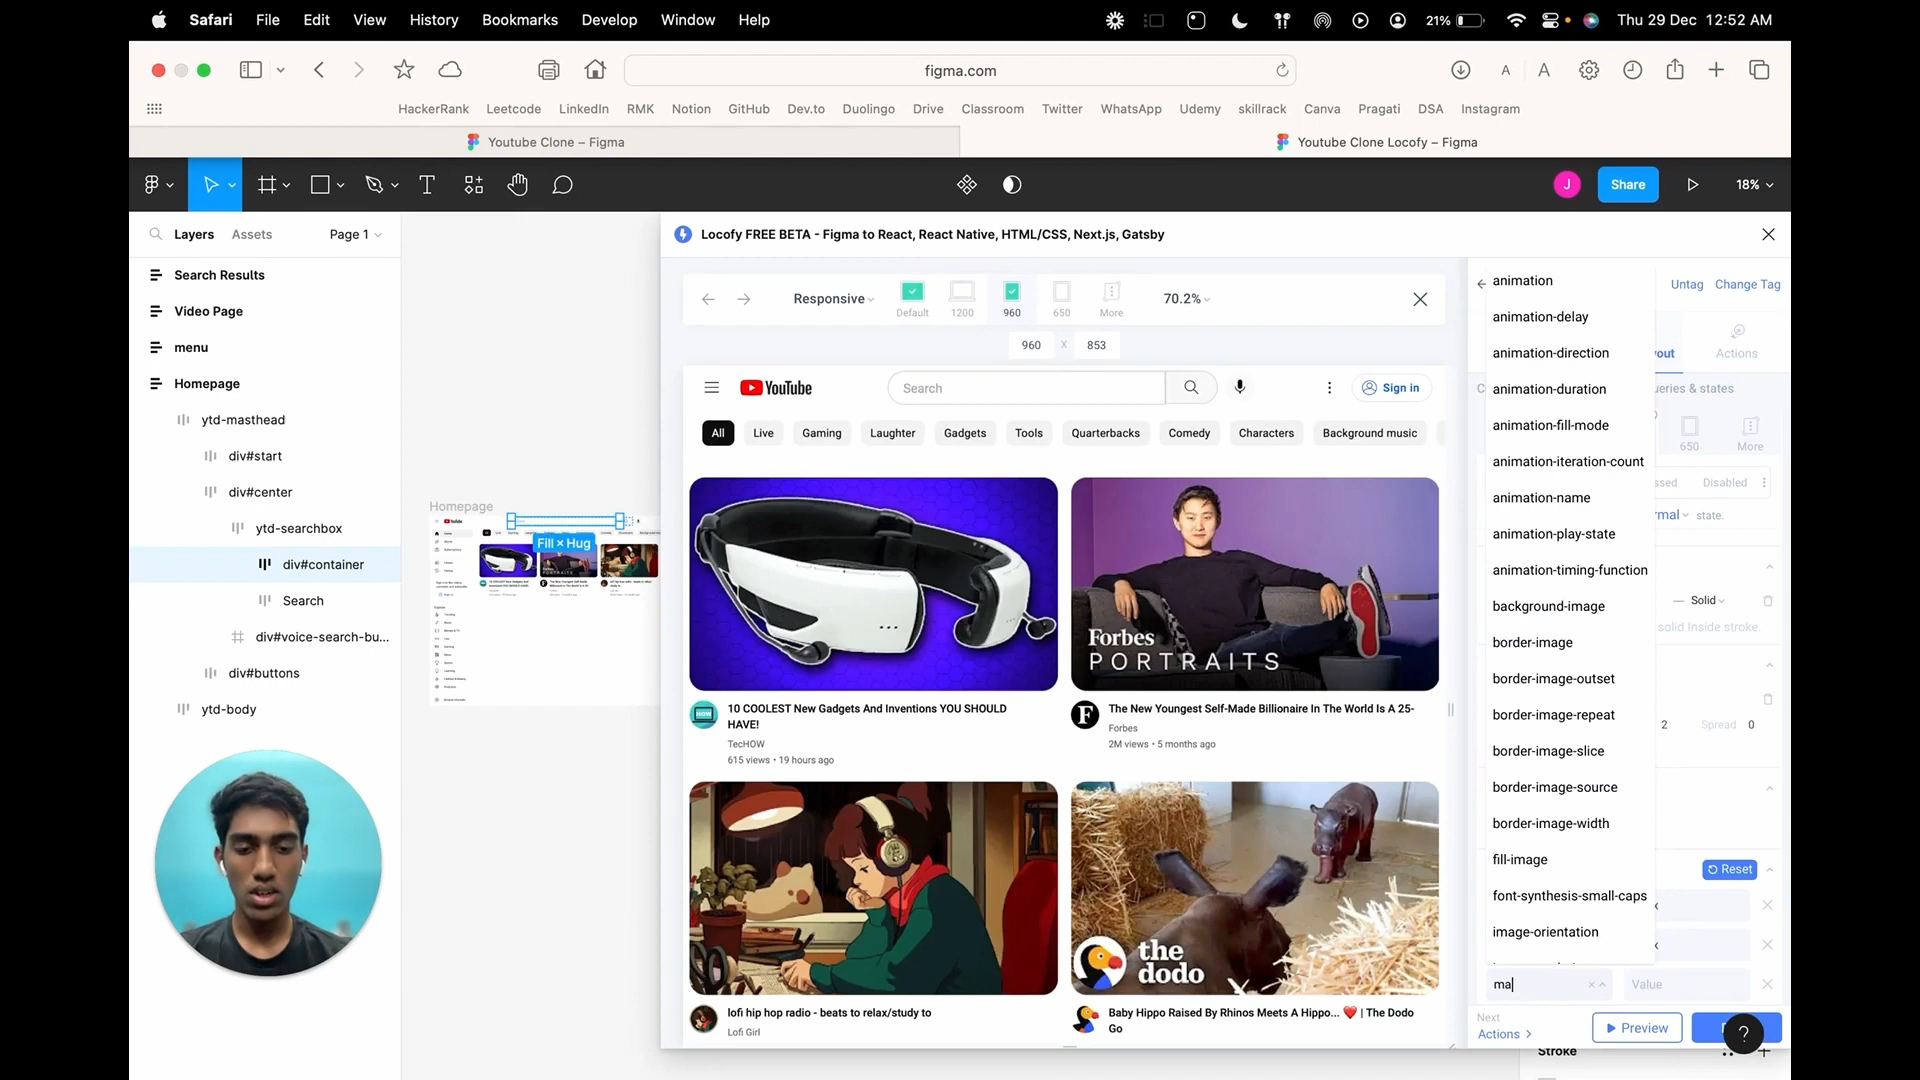 Safari File Edit View History Bookmarks Develop Window Help 21% Thu 29 Dec 12:52 AM
figma.com
HackerRank Leetcode LinkedIn RMK Notion GitHub Dev.to Duolingo Drive Classroom Twitter WhatsApp Udemy skillrack Canva Pragati DSA Instagram
Youtube Clone – Figma
Youtube Clone Locofy – Figma
J Share 18%
Layers Assets Page 1
Search Results
Video Page
menu
Homepage
ytd-masthead
div#start
div#center
ytd-searchbox
div#container
Search
div#voice-search-bu...
div#buttons
ytd-body
Homepage
Fill × Hug
Locofy FREE BETA - Figma to React, React Native, HTML/CSS, Next.js, Gatsby
Responsive
Default 1200 960 650 More
70.2%
960 X 853
YouTube Search Sign in
All Live Gaming Laughter Gadgets Tools Quarterbacks Comedy Characters Background music
Forbes
PORTRAITS
10 COOLEST New Gadgets And Inventions YOU SHOULD
HAVE!
TecHOW
615 views • 19 hours ago
The New Youngest Self-Made Billionaire In The World Is A 25-
Forbes
2M views • 5 months ago
the
dodo
lofi hip hop radio - beats to relax/study to
Lofi Girl
Baby Hippo Raised By Rhinos Meets A Hippo... ❤️ | The Dodo
Go
Untag Change Tag
out Actions
eries & states
650 More
ssed Disabled
mal state.
Solid
solid Inside stroke.
2 Spread 0
Reset
animation
animation-delay
animation-direction
animation-duration
animation-fill-mode
animation-iteration-count
animation-name
animation-play-state
animation-timing-function
background-image
border-image
border-image-outset
border-image-repeat
border-image-slice
border-image-source
border-image-width
fill-image
font-synthesis-small-caps
image-orientation
ma Value
Next
Actions >
Preview
?
Stroke